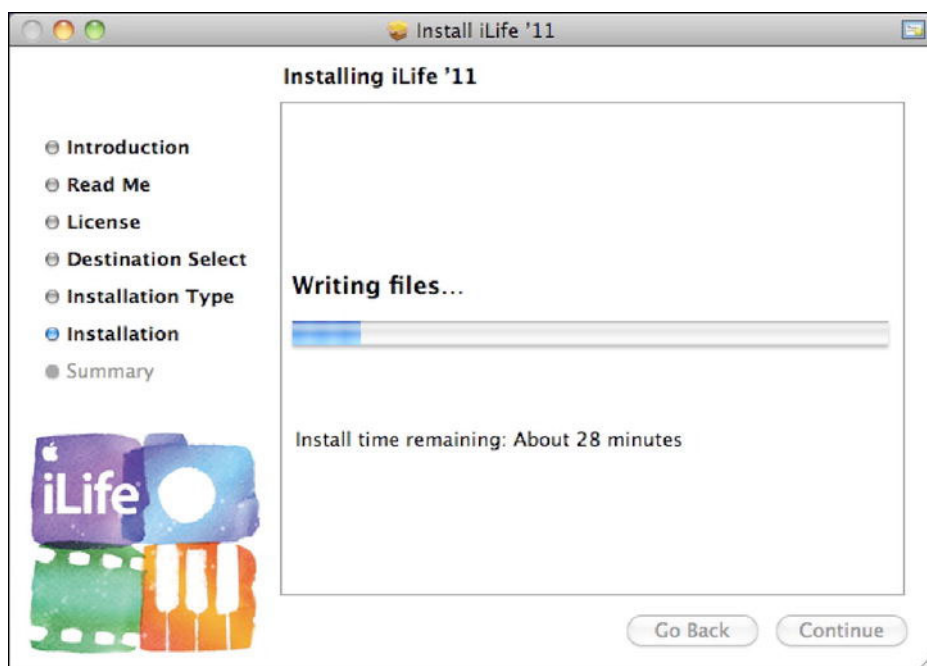 Install iLife '11
Installing iLife '11
Introduction
Read Me
License
Destination Select
Installation Type
Installation
Summary
Writing files...
Install time remaining: About 28 minutes
iLife
Go Back
Continue